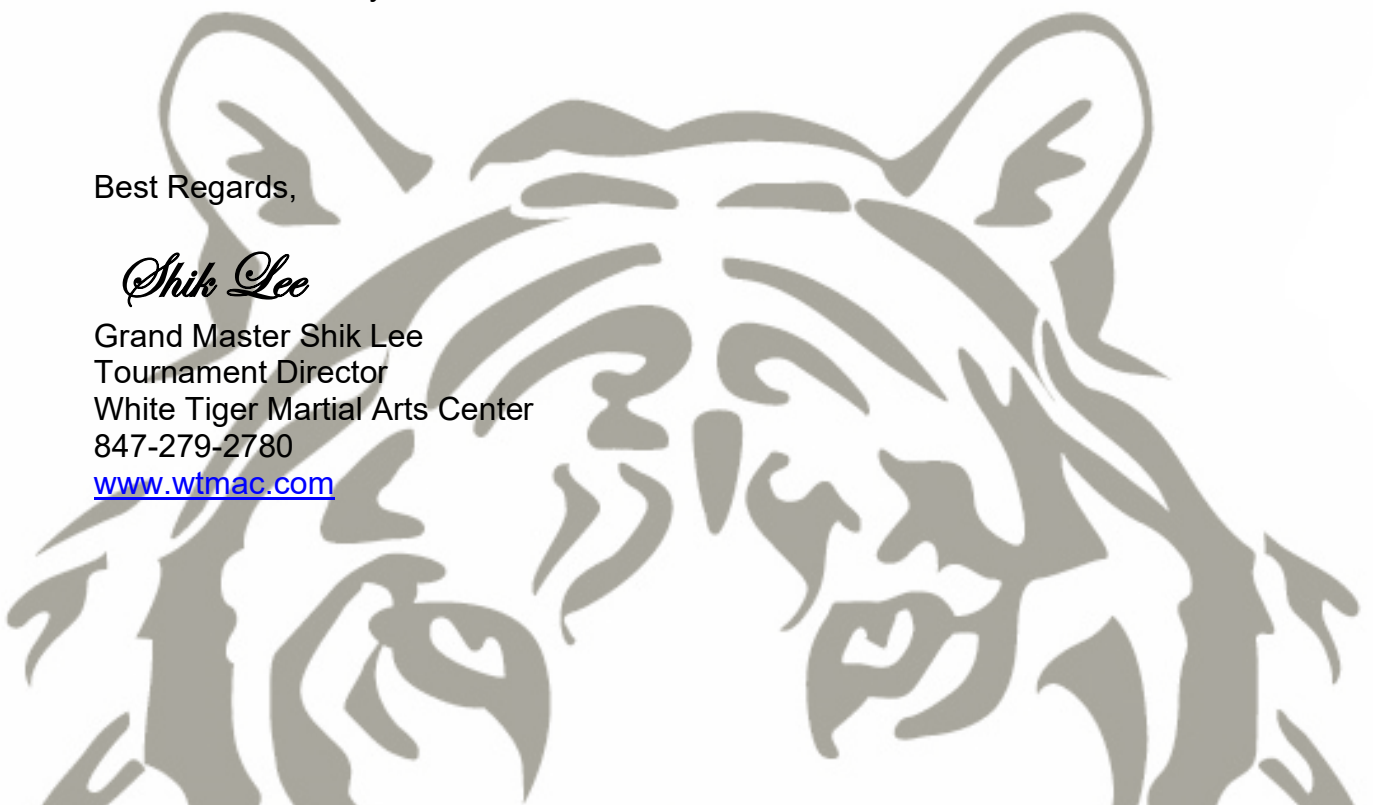 Best Regards,
Shik Lee
Grand Master Shik Lee
Tournament Director
White Tiger Martial Arts Center
847-279-2780
www.wtmac.com